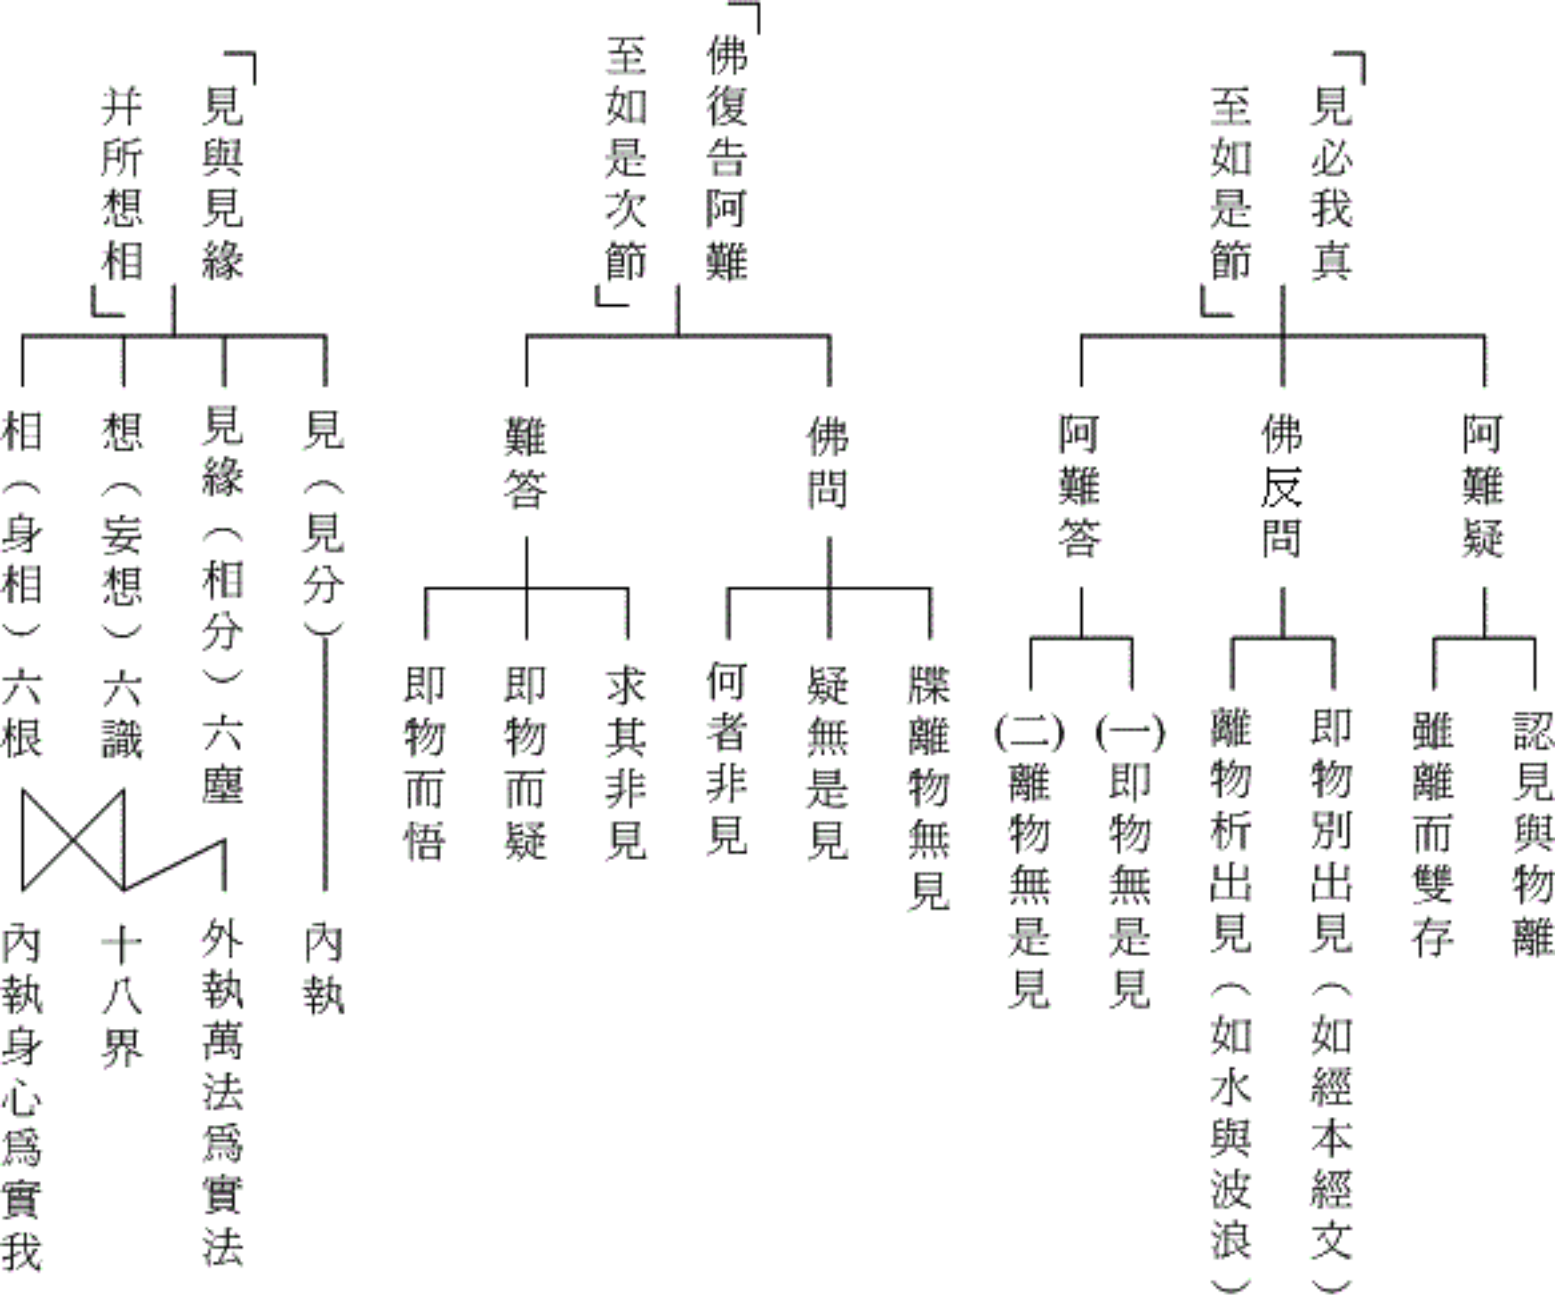 ﹁見必我真
至如是節﹂
阿難疑
認見與物離
雖離而雙存
佛反問
即物別出見（如經本經文）
離物析出見（如水與波浪）
阿難答
(一)即物無是見
(二)離物無是見
﹁佛復告阿難
至如是次節﹂
佛問
牒離物無見
疑無是見
何者非見
難答
求其非見
即物而疑
即物而悟
﹁見與見緣
并所想相﹂
見（見分）
內執
見緣（相分）六塵
外執萬法爲實法
想（妄想）六識
十八界
相（身相）六根
內執身心爲實我